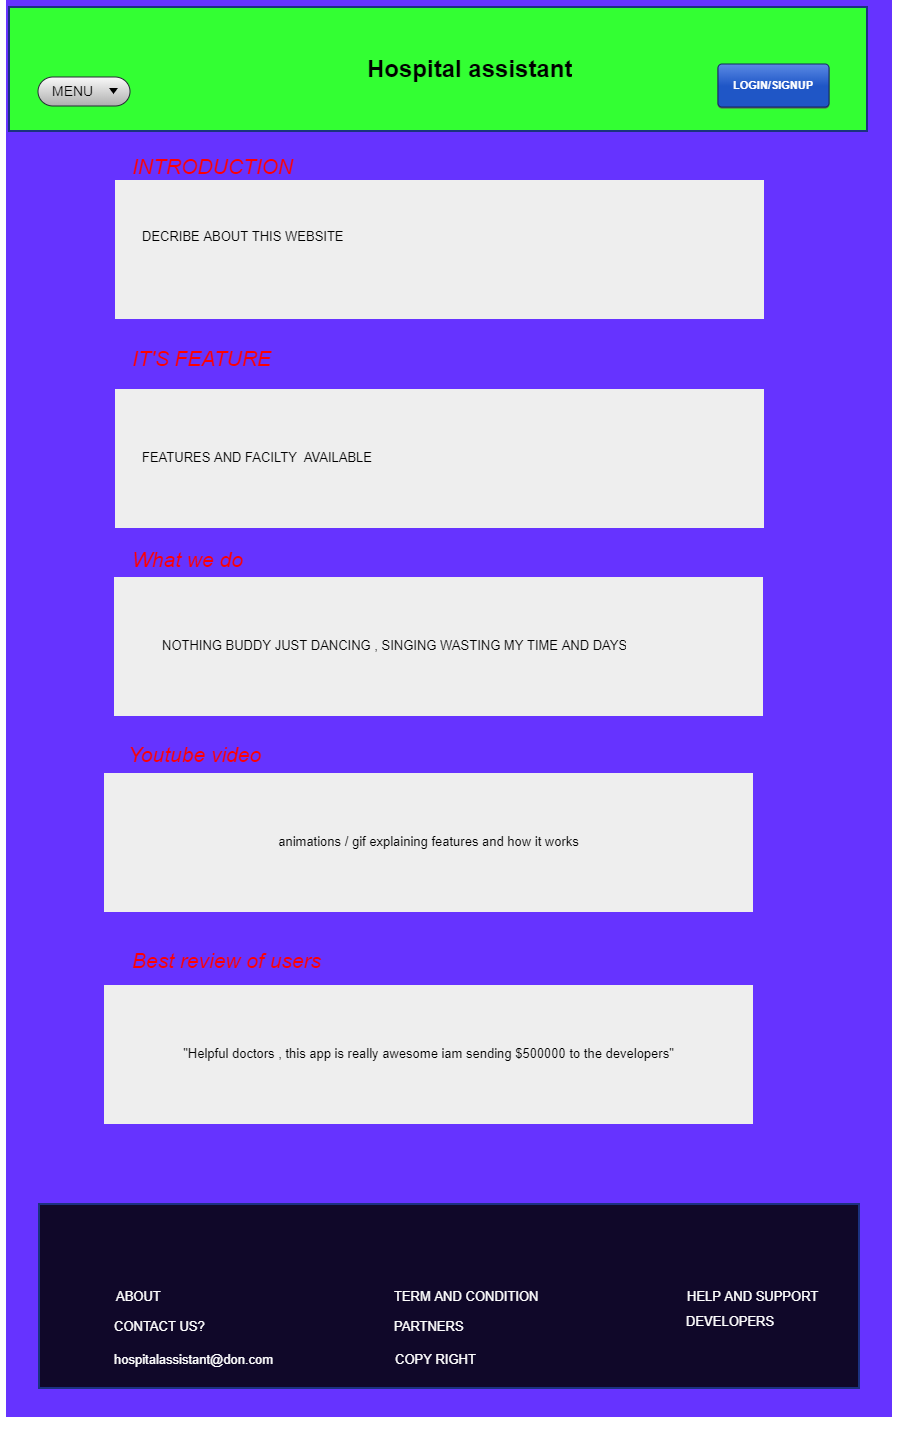 Hospital assistant
MENU
LOGIN/SIGNUP
INTRODUCTION
DECRIBE ABOUT THIS WEBSITE
IT'S FEATURE
FEATURES AND FACILTY  AVAILABLE
What we do
NOTHING BUDDY JUST DANCING , SINGING WASTING MY TIME AND DAYS
Youtube video
animations / gif explaining features and how it works
Best review of users
"Helpful doctors , this app is really awesome iam sending $500000 to the developers"
ABOUT
CONTACT US?
hospitalassistant@don.com
TERM AND CONDITION
PARTNERS
COPY RIGHT
HELP AND SUPPORT
DEVELOPERS